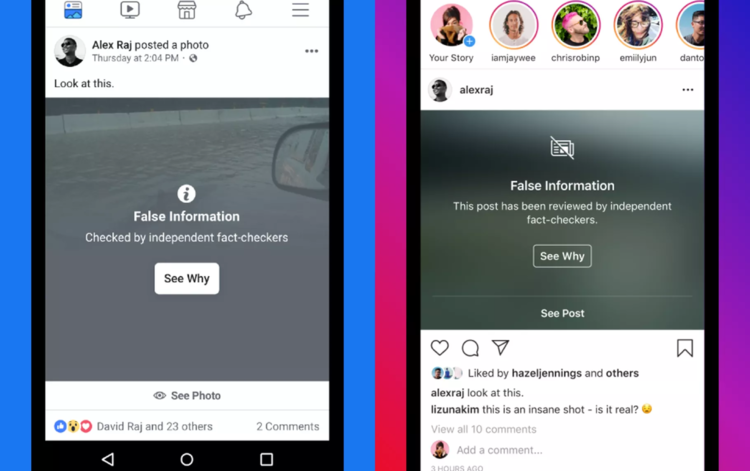 Alex Raj posted a photo
Thursday at 2:04 PM ·
Look at this.
False Information
Checked by independent fact-checkers
See Why
See Photo
David Raj and 23 others
2 Comments
Your Story
iamjaywee
chrisrobinp
emiilyjun
danto
alexraj
False Information
This post has been reviewed by independent
fact-checkers.
See Why
See Post
Liked by hazeljennings and others
alexraj look at this.
lizunakim this is an insane shot - is it real? 😟
View all 10 comments
Add a comment...
3 HOURS AGO